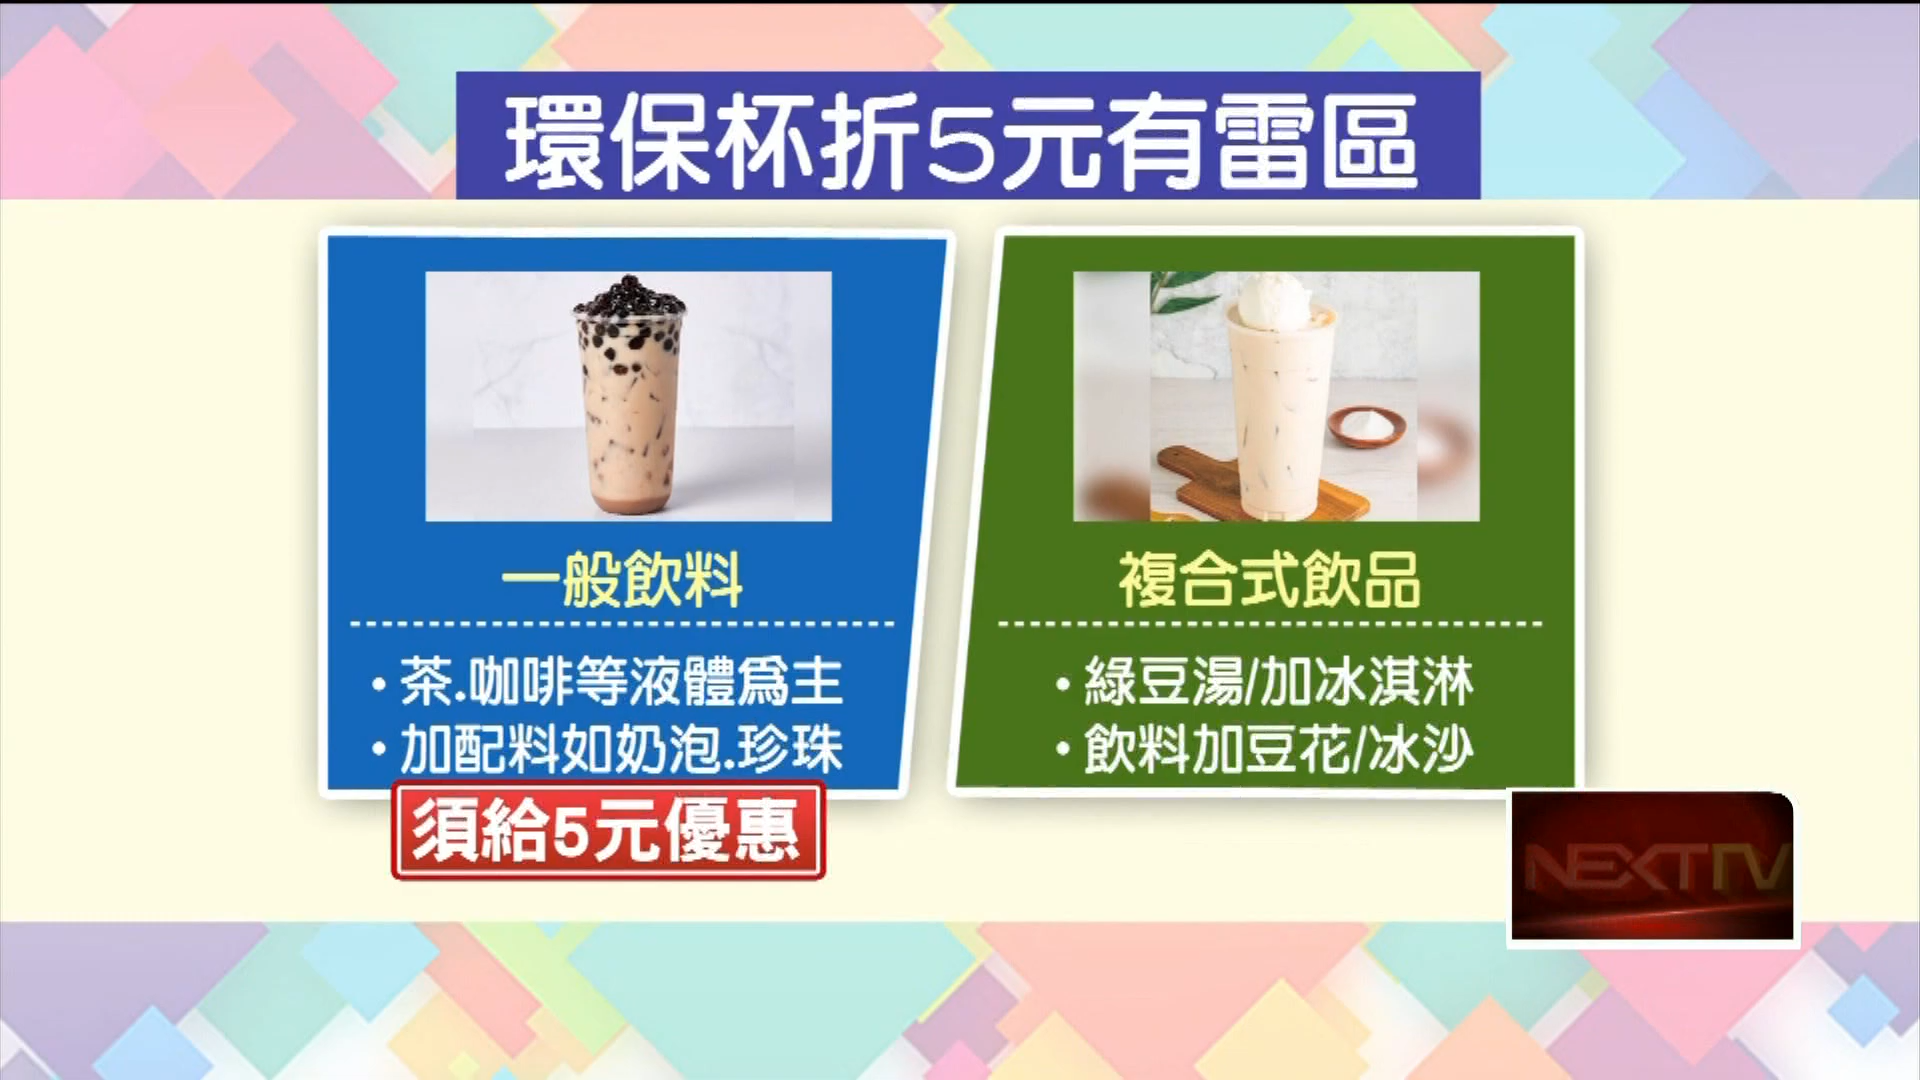 環保杯折5元有雷區
一般飲料
• 茶.咖啡等液體為主
• 加配料如奶泡.珍珠
須給5元優惠
複合式飲品
• 綠豆湯/加冰淇淋
• 飲料加豆花/冰沙
NEXTTV